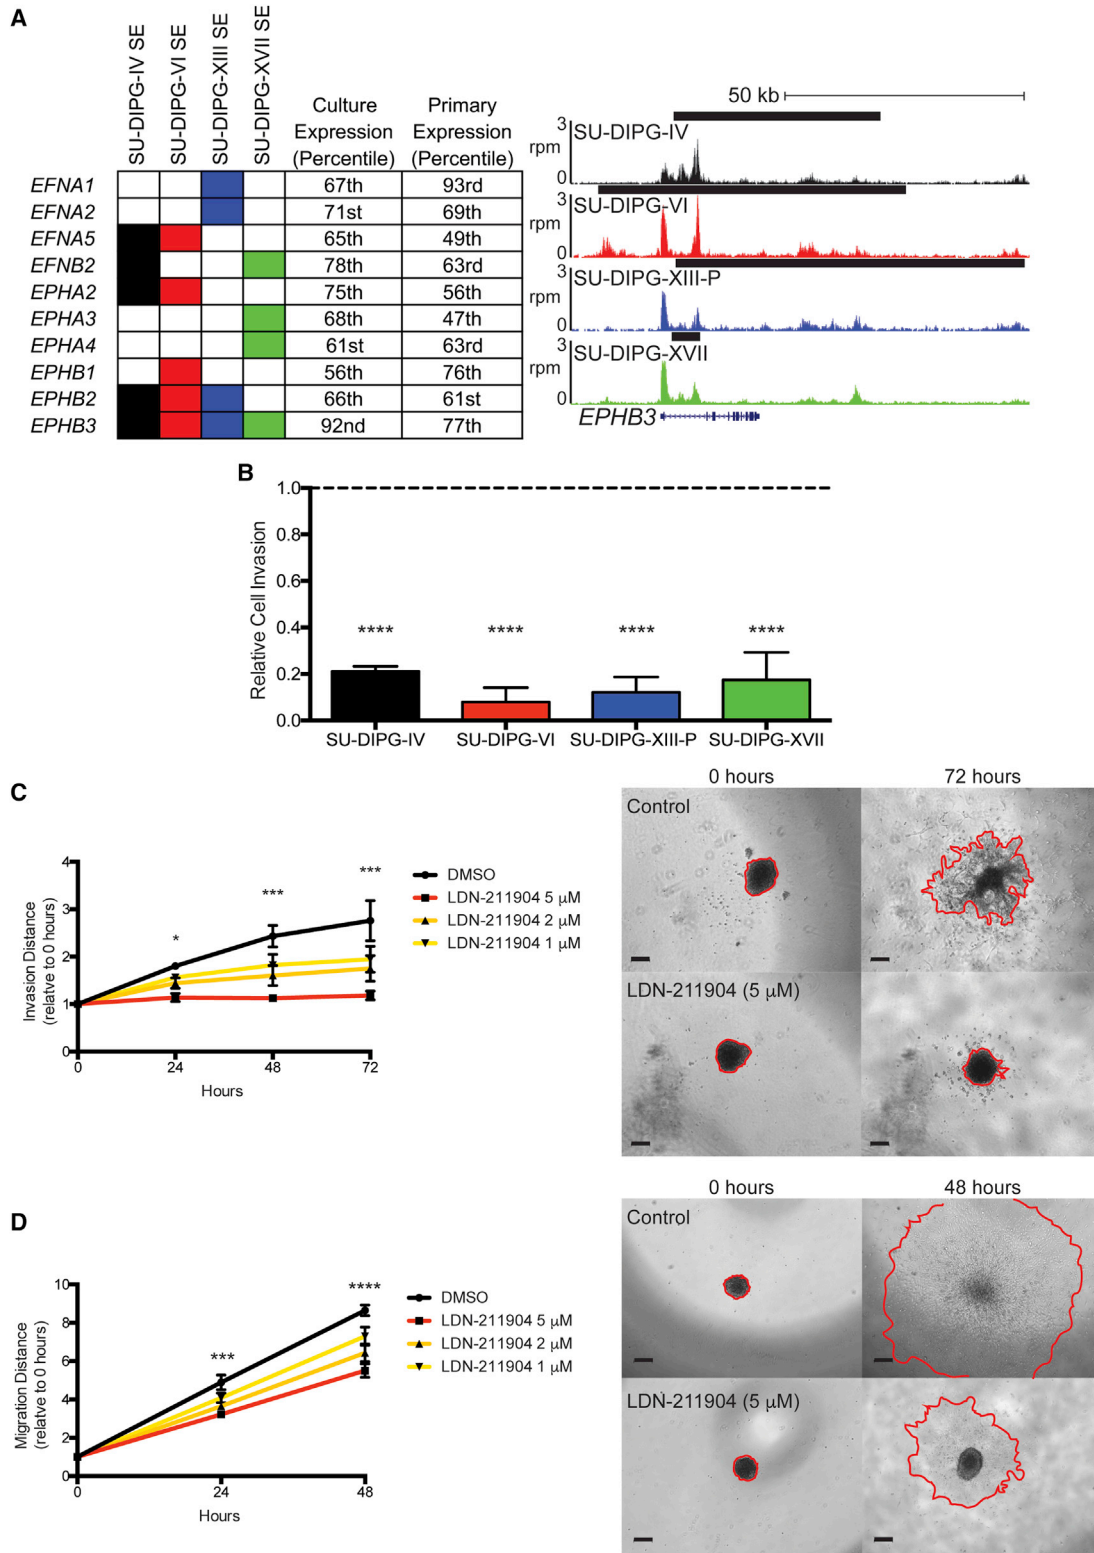 A
SU-DIPG-IV SE
SU-DIPG-VI SE
SU-DIPG-XIII SE
SU-DIPG-XVII SE
Culture Expression (Percentile)
Primary Expression (Percentile)
EFNA1 67th 93rd
EFNA2 71st 69th
EFNA5 65th 49th
EFNB2 78th 63rd
EPHA2 75th 56th
EPHA3 68th 47th
EPHA4 61st 63rd
EPHB1 56th 76th
EPHB2 66th 61st
EPHB3 92nd 77th
50 kb
3 SU-DIPG-IV
rpm
0
3 SU-DIPG-VI
rpm
0
3 SU-DIPG-XIII-P
rpm
0
3 SU-DIPG-XVII
rpm
0
EPHB3
B
Relative Cell Invasion
1.0
0.8
0.6
0.4
0.2
0.0
**** **** **** ****
SU-DIPG-IV SU-DIPG-VI SU-DIPG-XIII-P SU-DIPG-XVII
C
Invasion Distance
(relative to 0 hours)
4
3
2
1
0
* *** ***
0 24 48 72
Hours
DMSO
LDN-211904 5 μM
LDN-211904 2 μM
LDN-211904 1 μM
0 hours 72 hours
Control
LDN-211904 (5 μM)
D
Migration Distance
(relatve to 0 hours)
10
8
6
4
2
0
*** ****
0 24 48
Hours
DMSO
LDN-211904 5 μM
LDN-211904 2 μM
LDN-211904 1 μM
0 hours 48 hours
Control
LDN-211904 (5 μM)